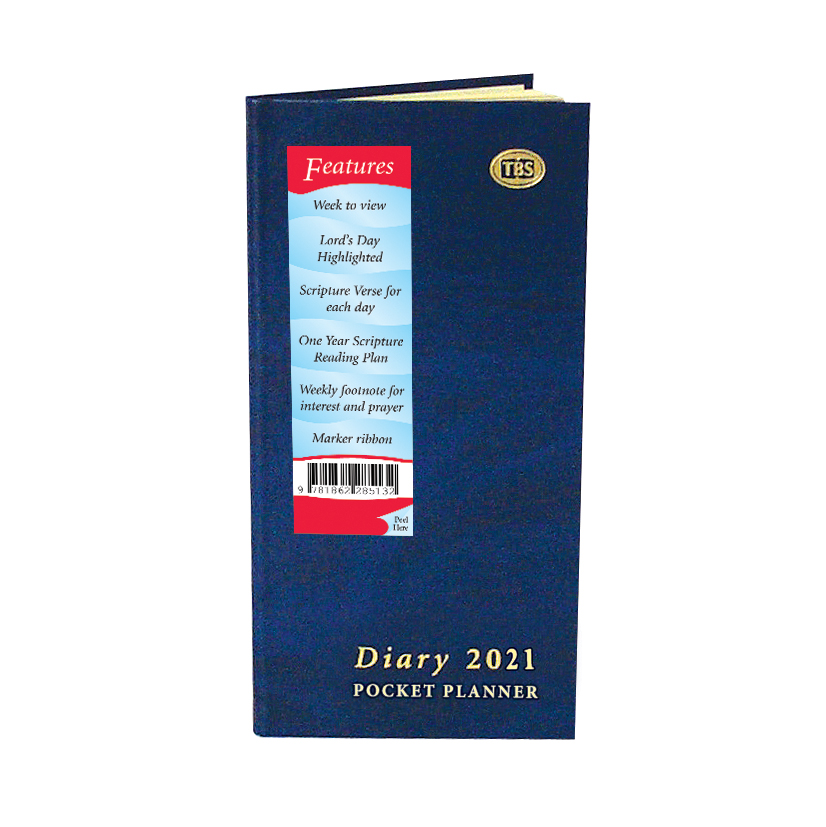 Features
Week to view
Lord's Day
Highlighted
Scripture Verse for
each day
One Year Scripture
Reading Plan
Weekly footnote for
interest and prayer
Marker ribbon
9 781862 285132
Peel
Here
TBS
Diary 2021
POCKET PLANNER